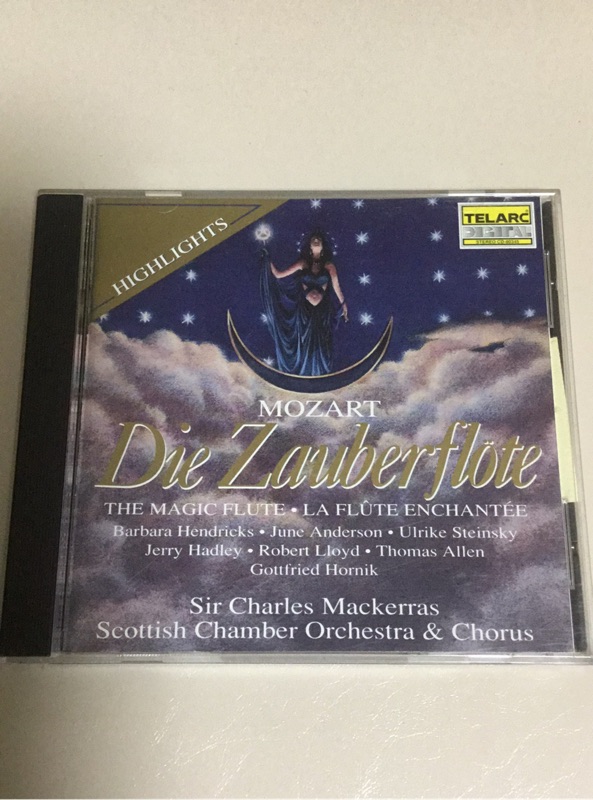 HIGHLIGHTS
TELARC
DIGITAL
MOZART
Die Zauberflöte
THE MAGIC FLUTE • LA FLÛTE ENCHANTÉE
Barbara Hendricks • June Anderson • Ulrike Steinsky
Jerry Hadley • Robert Lloyd • Thomas Allen
Gottfried Hornik
Sir Charles Mackerras
Scottish Chamber Orchestra & Chorus